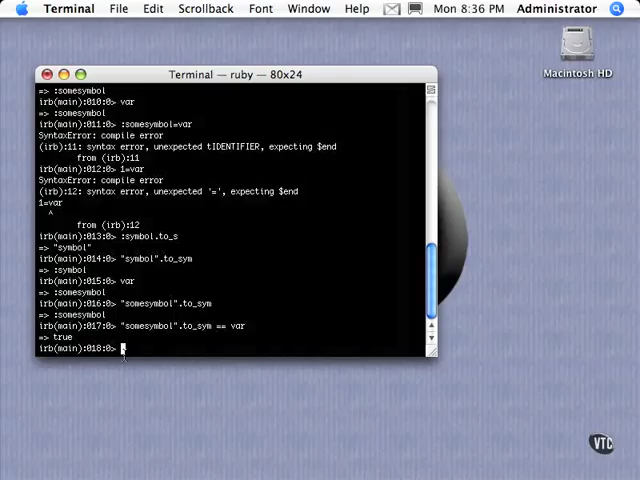 Terminal File Edit Scrollback Font Window Help Mon 8:36 PM Administrator
Macintosh HD
Terminal — ruby — 80x24
=> :somesymbol
irb(main):010:0> var
=> :somesymbol
irb(main):011:0> :somesymbol=var
SyntaxError: compile error
(irb):11: syntax error, unexpected tIDENTIFIER, expecting $end
from (irb):11
irb(main):012:0> 1=var
SyntaxError: compile error
(irb):12: syntax error, unexpected '=', expecting $end
1=var
^
from (irb):12
irb(main):013:0> :symbol.to_s
=> "symbol"
irb(main):014:0> "symbol".to_sym
=> :symbol
irb(main):015:0> var
=> :somesymbol
irb(main):016:0> "somesymbol".to_sym
=> :somesymbol
irb(main):017:0> "somesymbol".to_sym == var
=> true
irb(main):018:0>
VTC